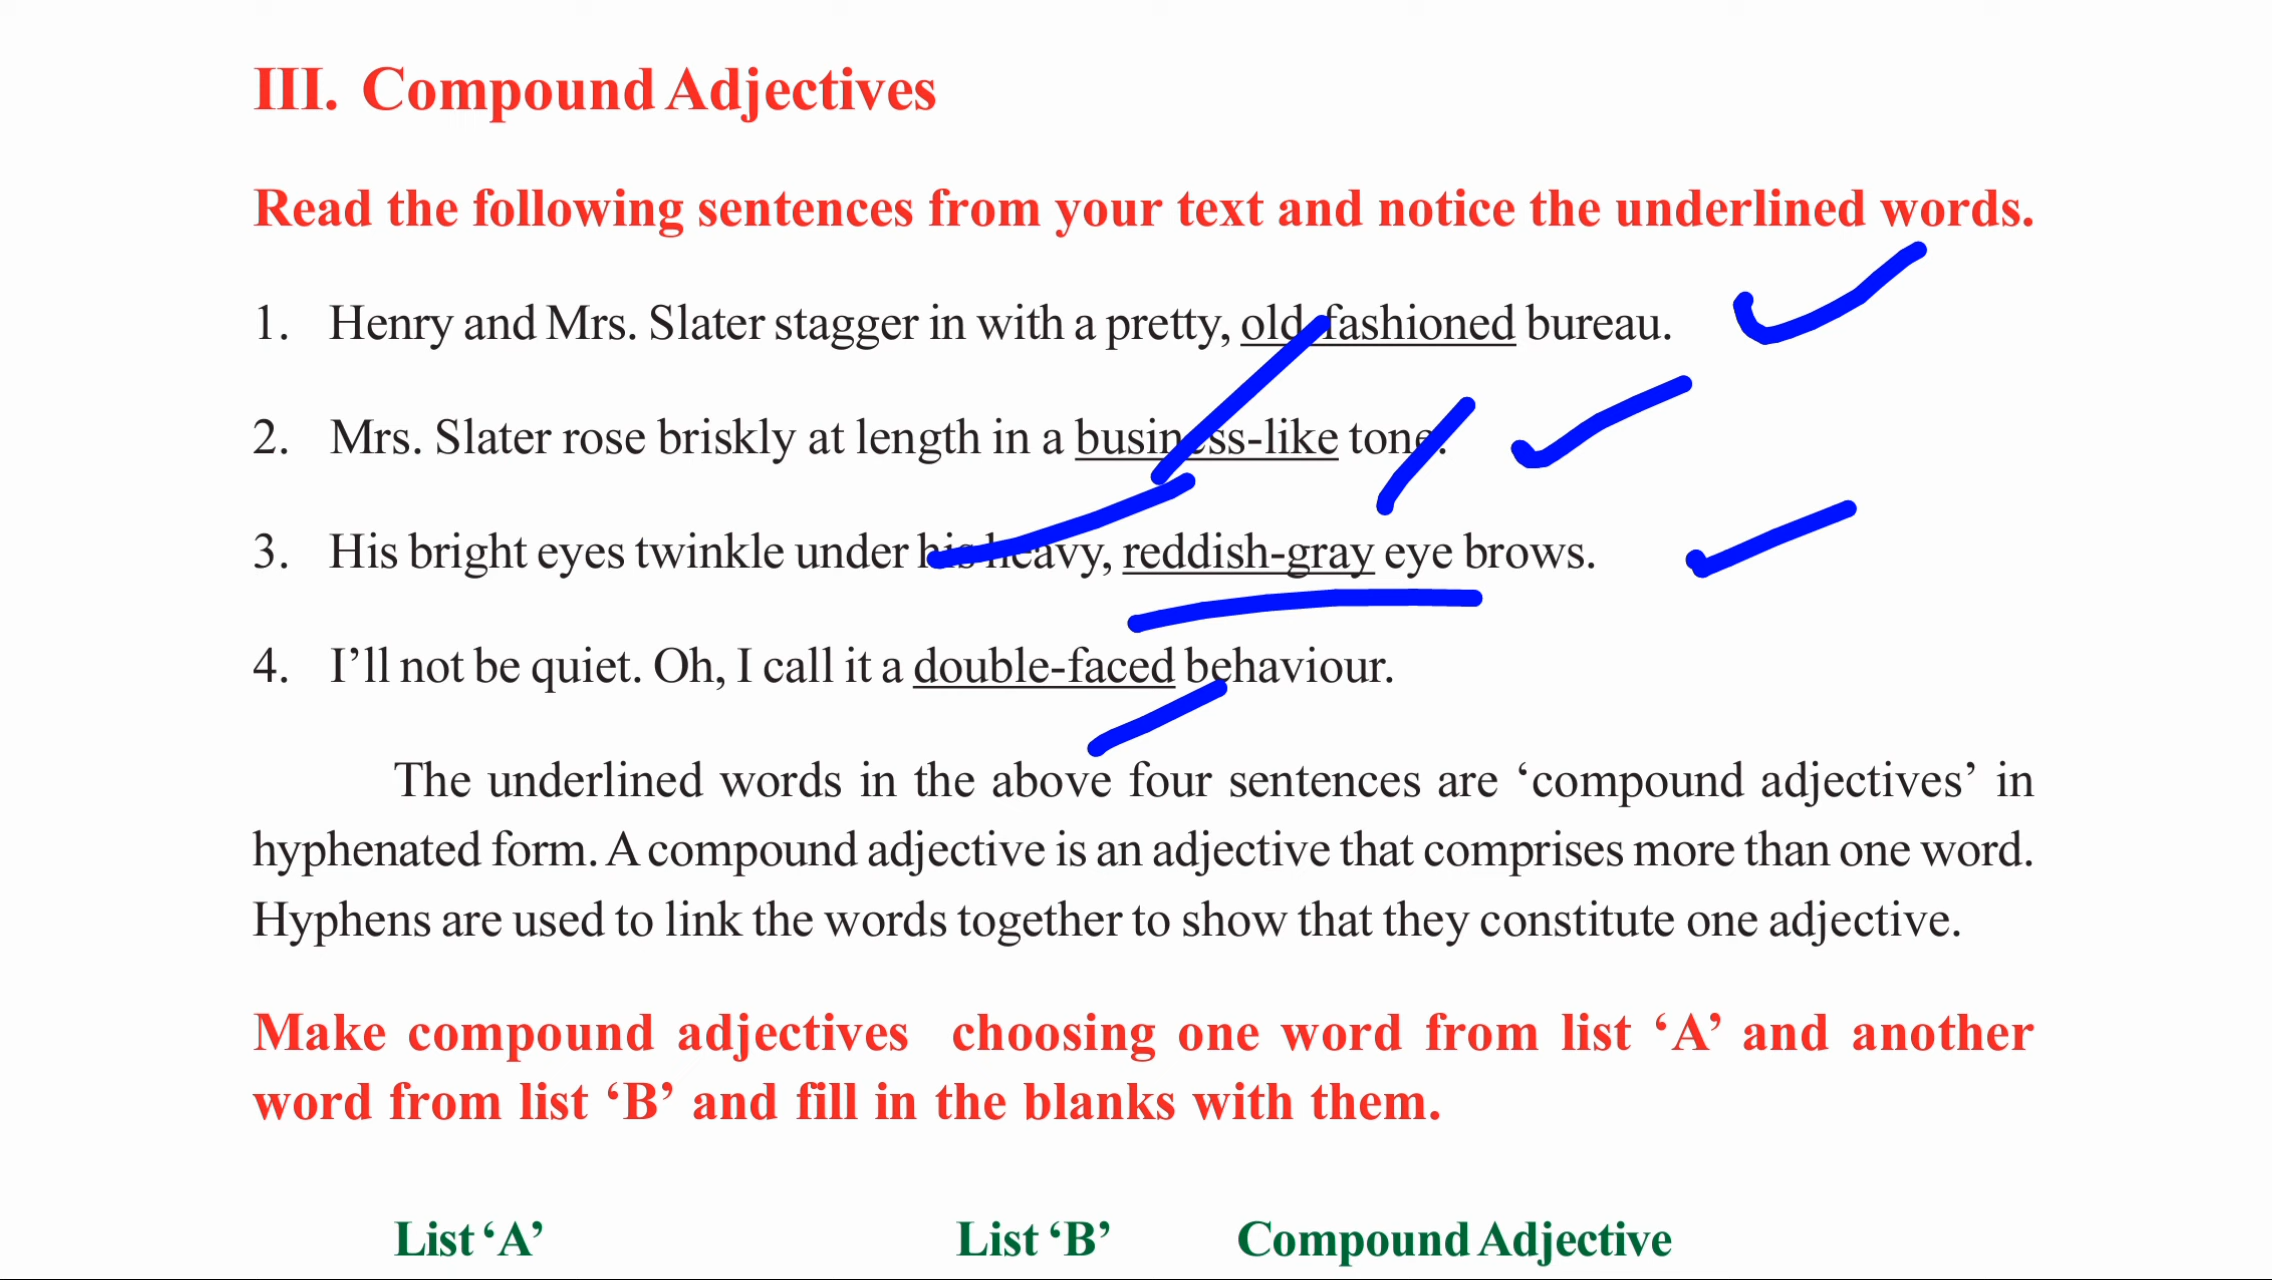 III. Compound Adjectives
Read the following sentences from your text and notice the underlined words.
1. Henry and Mrs. Slater stagger in with a pretty, old-fashioned bureau.
2. Mrs. Slater rose briskly at length in a business-like tone.
3. His bright eyes twinkle under his heavy, reddish-gray eye brows.
4. I’ll not be quiet. Oh, I call it a double-faced behaviour.
The underlined words in the above four sentences are ‘compound adjectives’ in
hyphenated form. A compound adjective is an adjective that comprises more than one word.
Hyphens are used to link the words together to show that they constitute one adjective.
Make compound adjectives choosing one word from list ‘A’ and another
word from list ‘B’ and fill in the blanks with them.
List ‘A’ List ‘B’ Compound Adjective